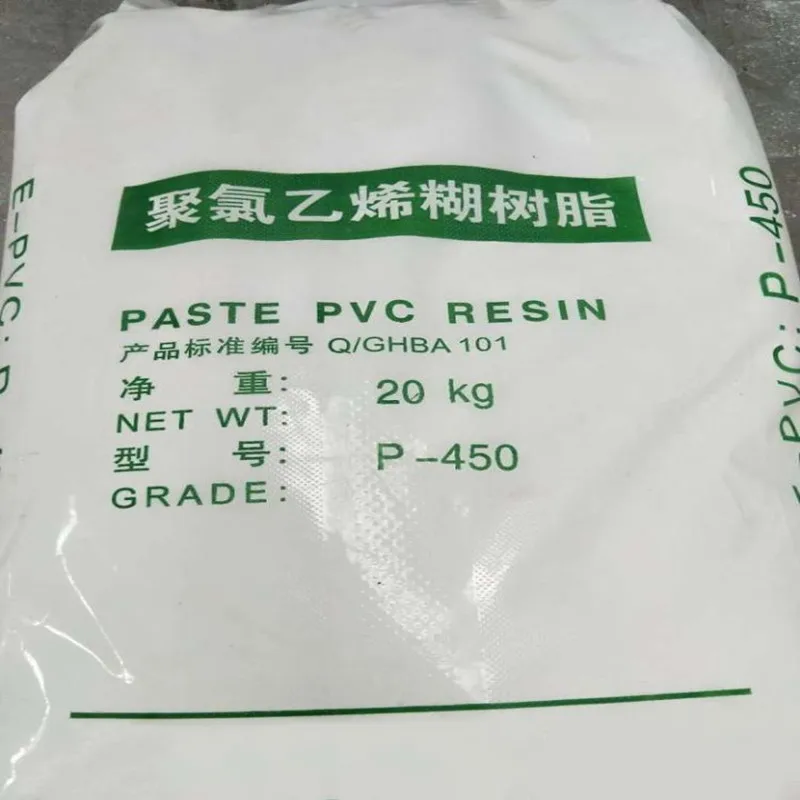 聚氯乙烯糊树脂
PASTE PVC RESIN
产品标准编号 Q/GHBA 101
净 重: 20 kg
NET WT:
型 号: P-450
GRADE:
E-PVC:
E-PVC: P-450